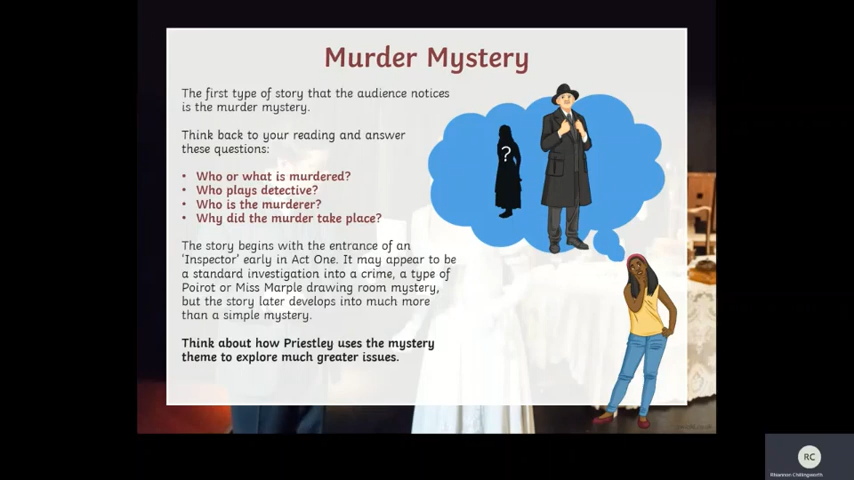 Murder Mystery
The first type of story that the audience notices
is the murder mystery.
Think back to your reading and answer
these questions:
• Who or what is murdered?
• Who plays detective?
• Who is the murderer?
• Why did the murder take place?
The story begins with the entrance of an
'Inspector' early in Act One. It may appear to be
a standard investigation into a crime, a type of
Poirot or Miss Marple drawing room mystery,
but the story later develops into much more
than a simple mystery.
Think about how Priestley uses the mystery
theme to explore much greater issues.
?
RC
Rhiannon Chillingworth